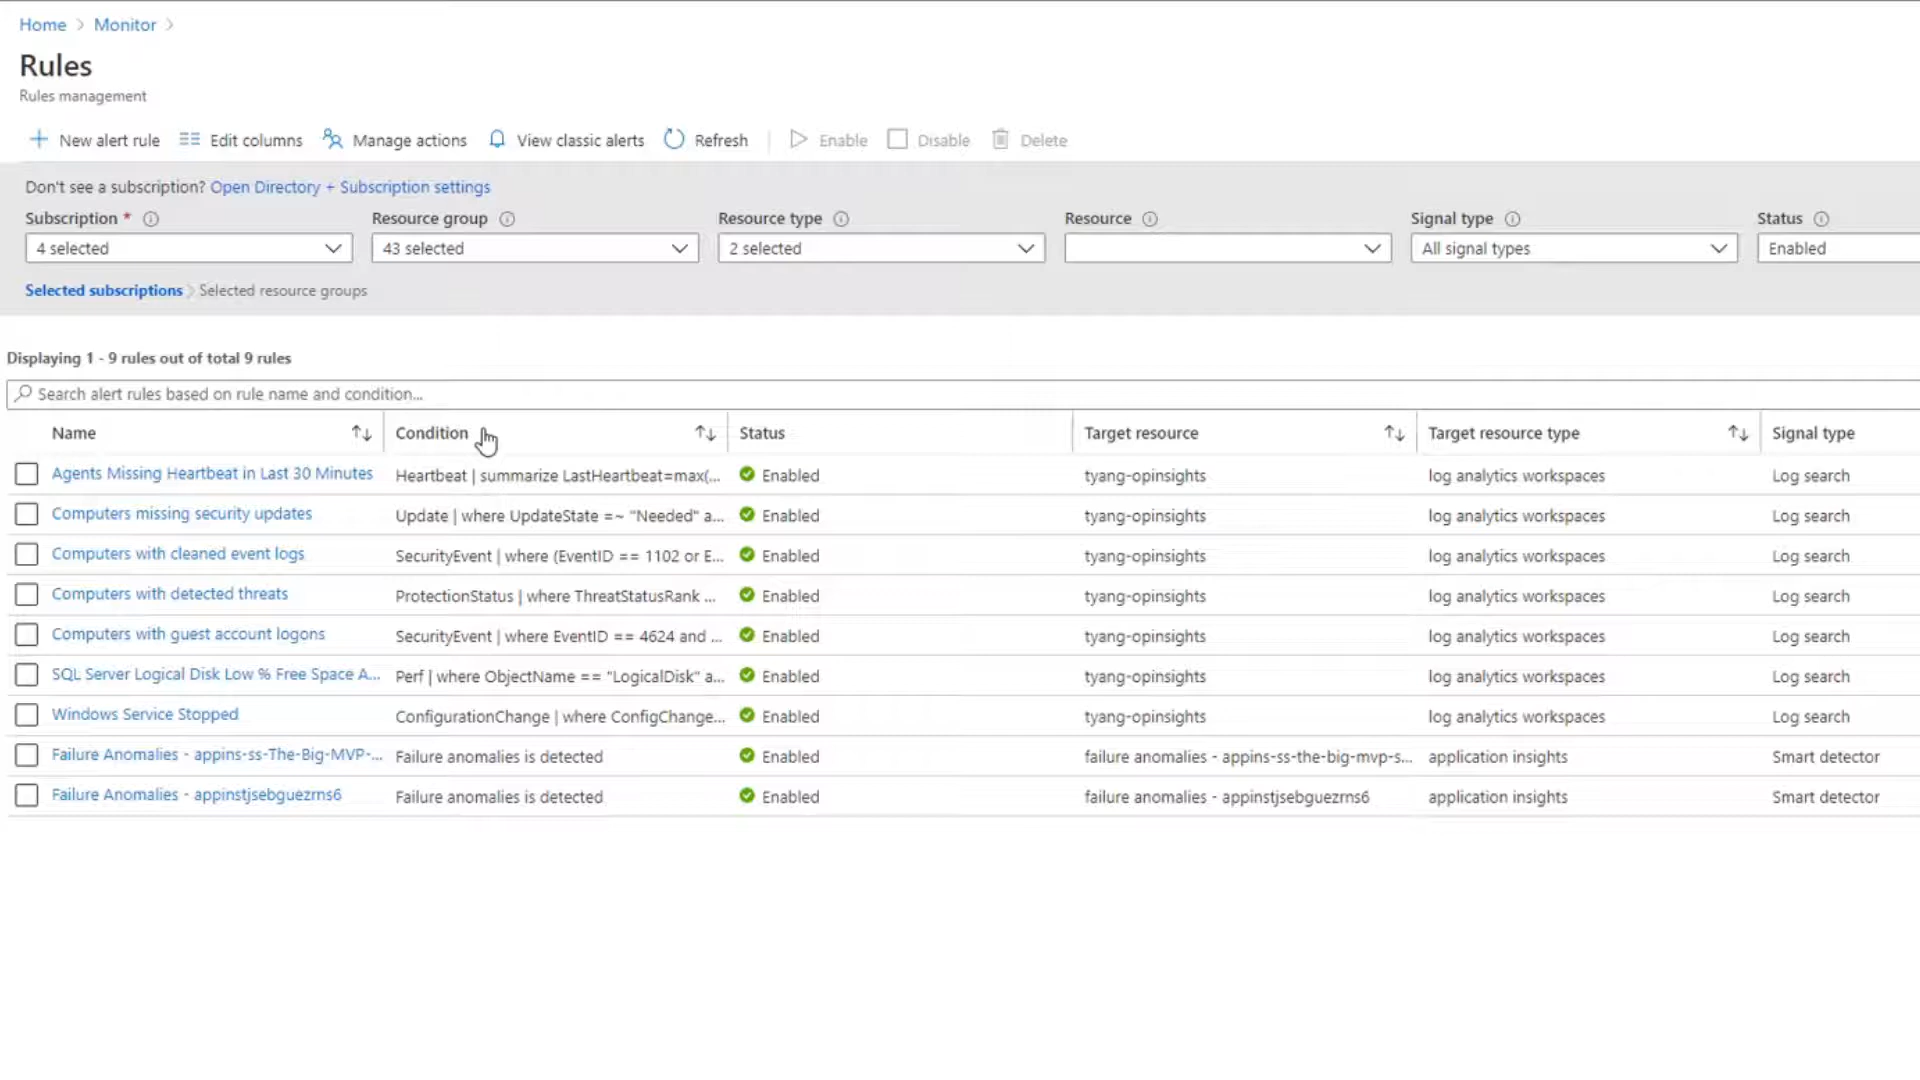 Home > Monitor >
Rules
Rules management
New alert rule Edit columns Manage actions View classic alerts Refresh Enable Disable Delete
Don't see a subscription? Open Directory + Subscription settings
Subscription * Resource group Resource type Resource Signal type Status
4 selected 43 selected 2 selected All signal types Enabled
Selected subscriptions > Selected resource groups
Displaying 1 - 9 rules out of total 9 rules
Search alert rules based on rule name and condition...
Name Condition Status Target resource Target resource type Signal type
Agents Missing Heartbeat in Last 30 Minutes Heartbeat | summarize LastHeartbeat=max(... Enabled tyang-opinsights log analytics workspaces Log search
Computers missing security updates Update | where UpdateState =~ "Needed" a... Enabled tyang-opinsights log analytics workspaces Log search
Computers with cleaned event logs SecurityEvent | where (EventID == 1102 or E... Enabled tyang-opinsights log analytics workspaces Log search
Computers with detected threats ProtectionStatus | where ThreatStatusRank ... Enabled tyang-opinsights log analytics workspaces Log search
Computers with guest account logons SecurityEvent | where EventID == 4624 and ... Enabled tyang-opinsights log analytics workspaces Log search
SQL Server Logical Disk Low % Free Space A... Perf | where ObjectName == "LogicalDisk" a... Enabled tyang-opinsights log analytics workspaces Log search
Windows Service Stopped ConfigurationChange | where ConfigChange... Enabled tyang-opinsights log analytics workspaces Log search
Failure Anomalies - appins-ss-The-Big-MVP-... Failure anomalies is detected Enabled failure anomalies - appins-ss-the-big-mvp-s... application insights Smart detector
Failure Anomalies - appinstjsebguezrns6 Failure anomalies is detected Enabled failure anomalies - appinstjsebguezrns6 application insights Smart detector